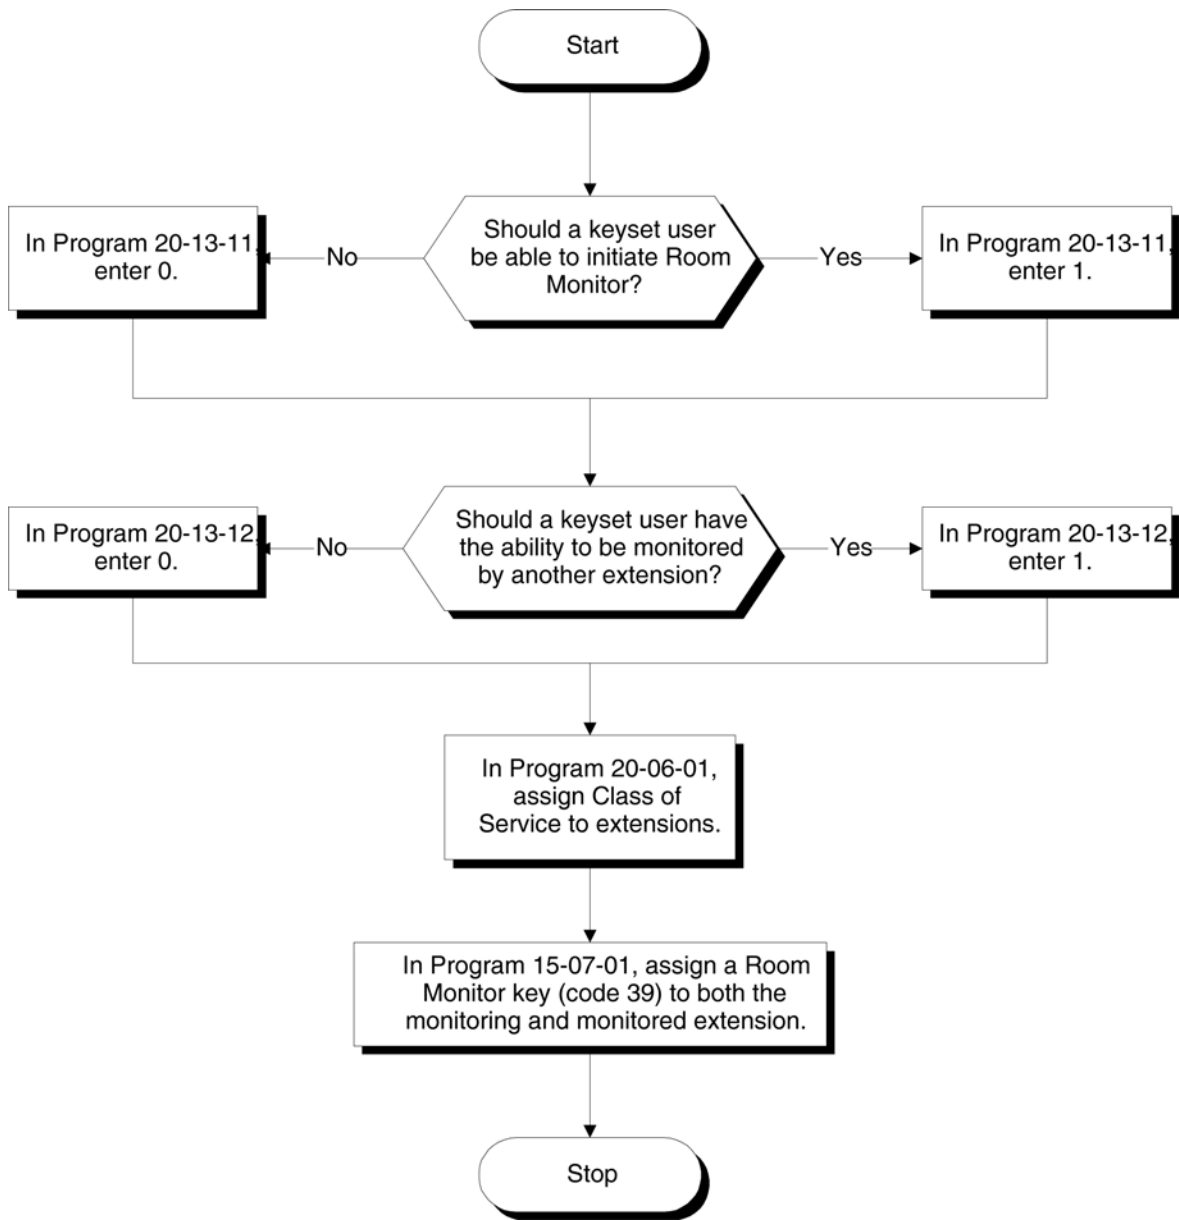 Start
Should a keyset user
be able to initiate Room
Monitor?
No
In Program 20-13-11,
enter 0.
Yes
In Program 20-13-11,
enter 1.
Should a keyset user have
the ability to be monitored
by another extension?
No
In Program 20-13-12,
enter 0.
Yes
In Program 20-13-12,
enter 1.
In Program 20-06-01,
assign Class of
Service to extensions.
In Program 15-07-01, assign a Room
Monitor key (code 39) to both the
monitoring and monitored extension.
Stop